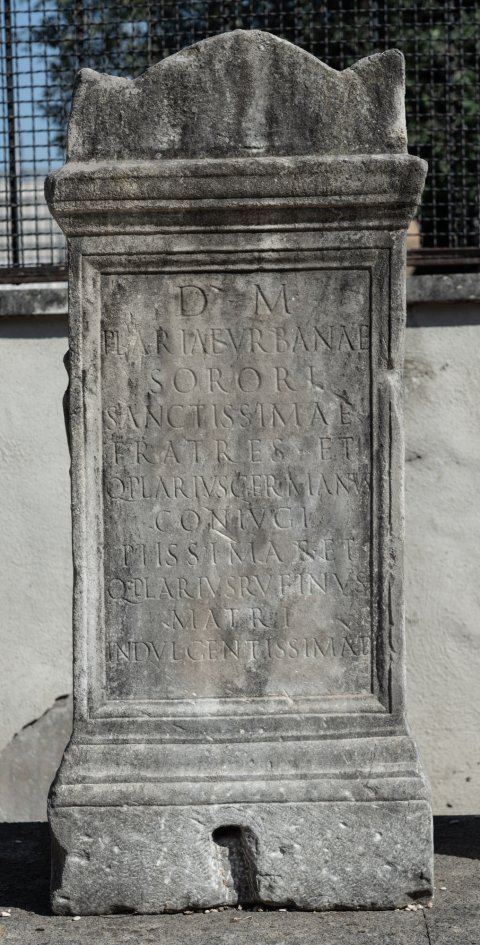 D M
PLARIAE VRBANAE
SORORI
SANCTISSIMAE
FRATRES ET
Q PLARIVS GERMANVS
CONIVGI
PIISSIMAE ET
Q PLARIVS RVFINVS
MATRI
INDVLGENTISSIMAE